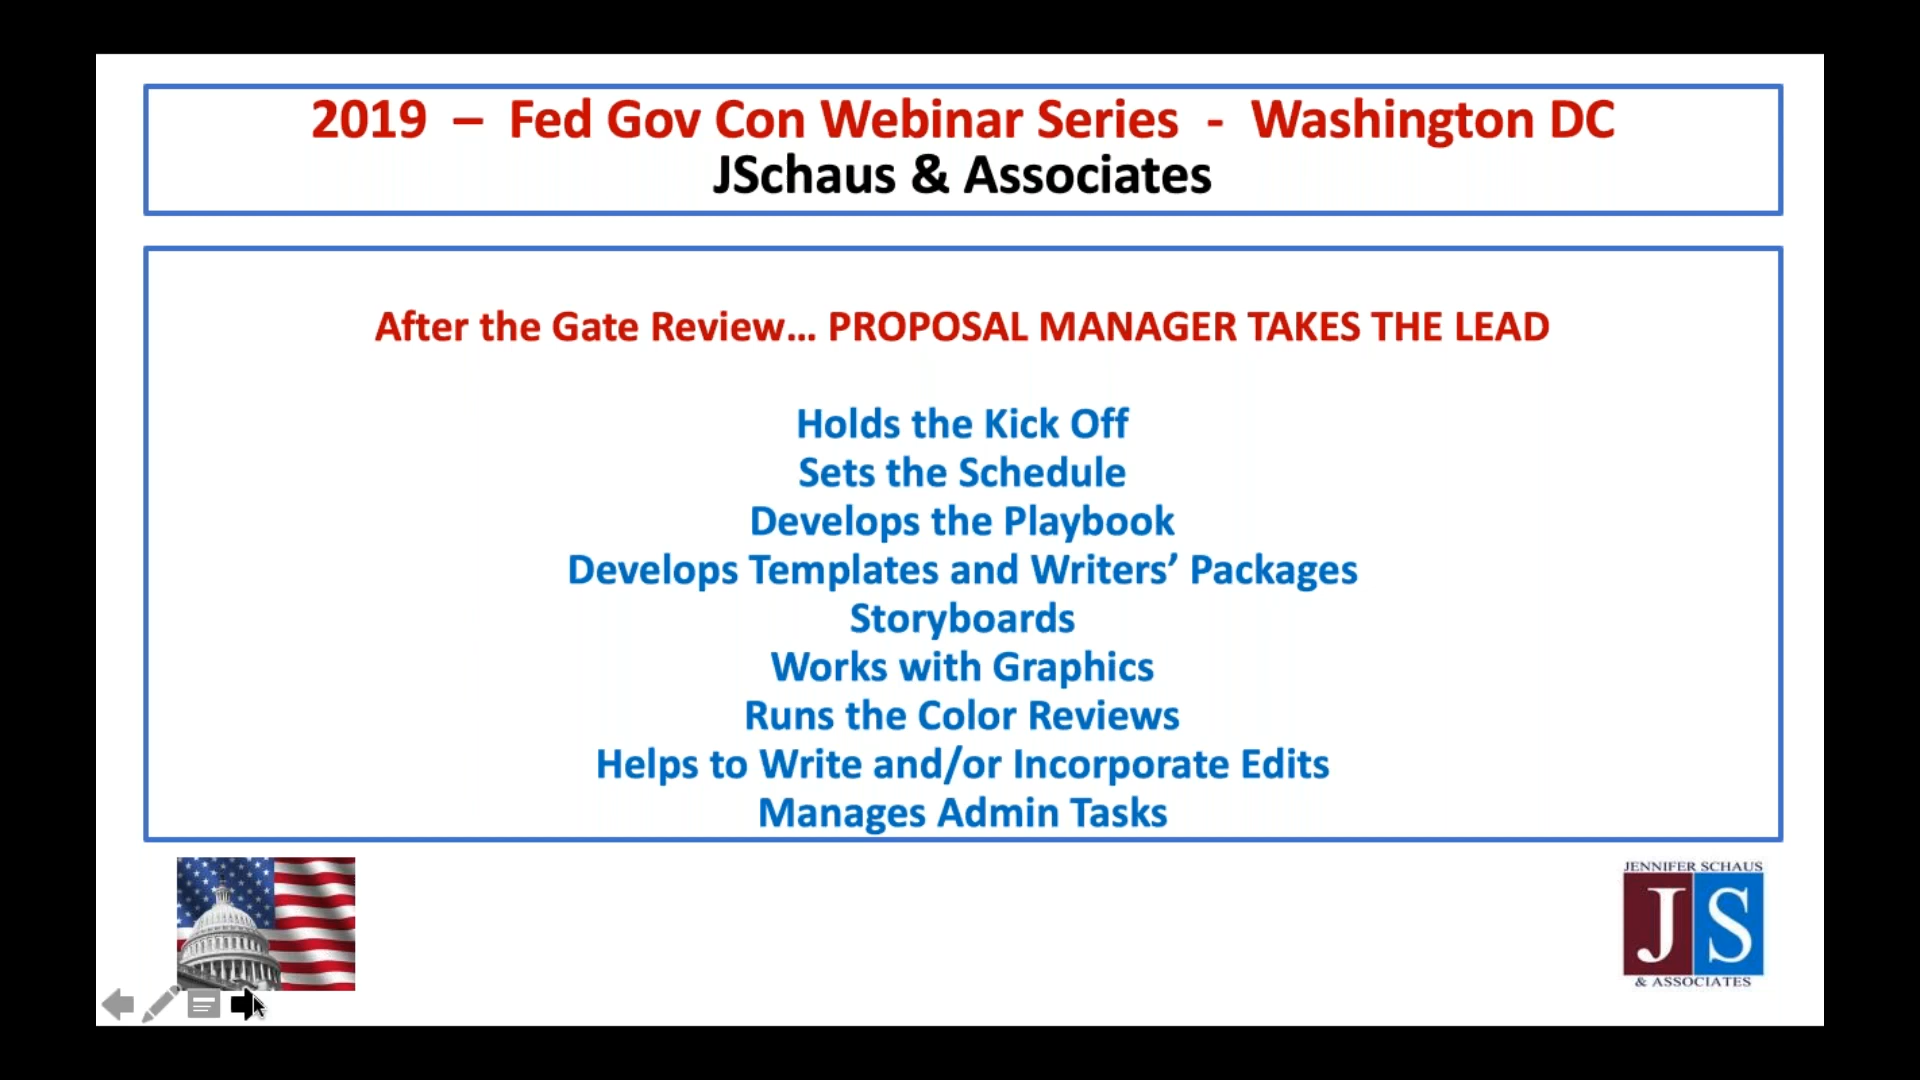 2019 – Fed Gov Con Webinar Series - Washington DC
JSchaus & Associates
After the Gate Review... PROPOSAL MANAGER TAKES THE LEAD
Holds the Kick Off
Sets the Schedule
Develops the Playbook
Develops Templates and Writers’ Packages
Storyboards
Works with Graphics
Runs the Color Reviews
Helps to Write and/or Incorporate Edits
Manages Admin Tasks
JENNIFER SCHAUS
JS
& ASSOCIATES